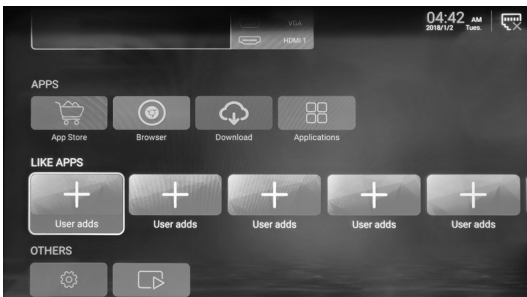 VGA
HDMI 1
04:42 AM
2018/1/2 Tues.
APPS
App Store
Browser
Download
Applications
LIKE APPS
User adds
User adds
User adds
User adds
User adds
OTHERS